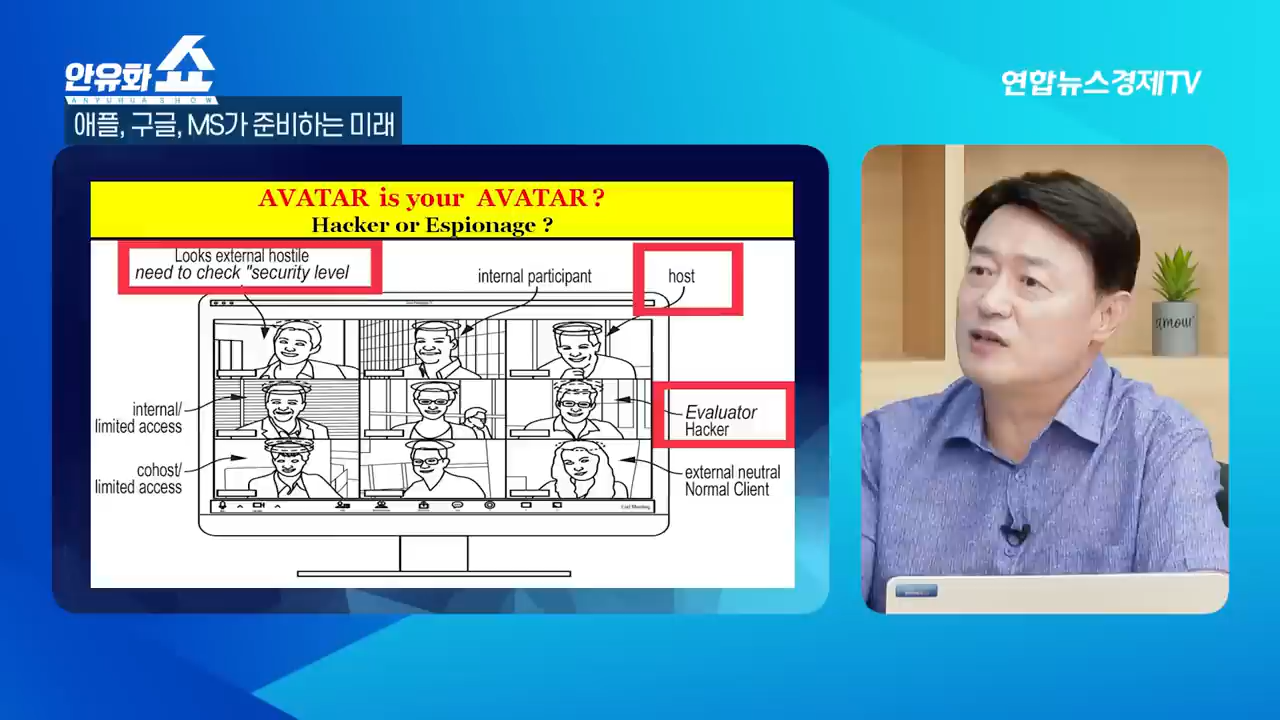 안유화쇼
ANYUHUA SHOW
연합뉴스경제TV
애플, 구글, MS가 준비하는 미래
AVATAR is your AVATAR ?
Hacker or Espionage ?
Looks external hostile
need to check "security level
internal participant
host
internal/
limited access
Evaluator
Hacker
cohost/
limited access
external neutral
Normal Client
amour